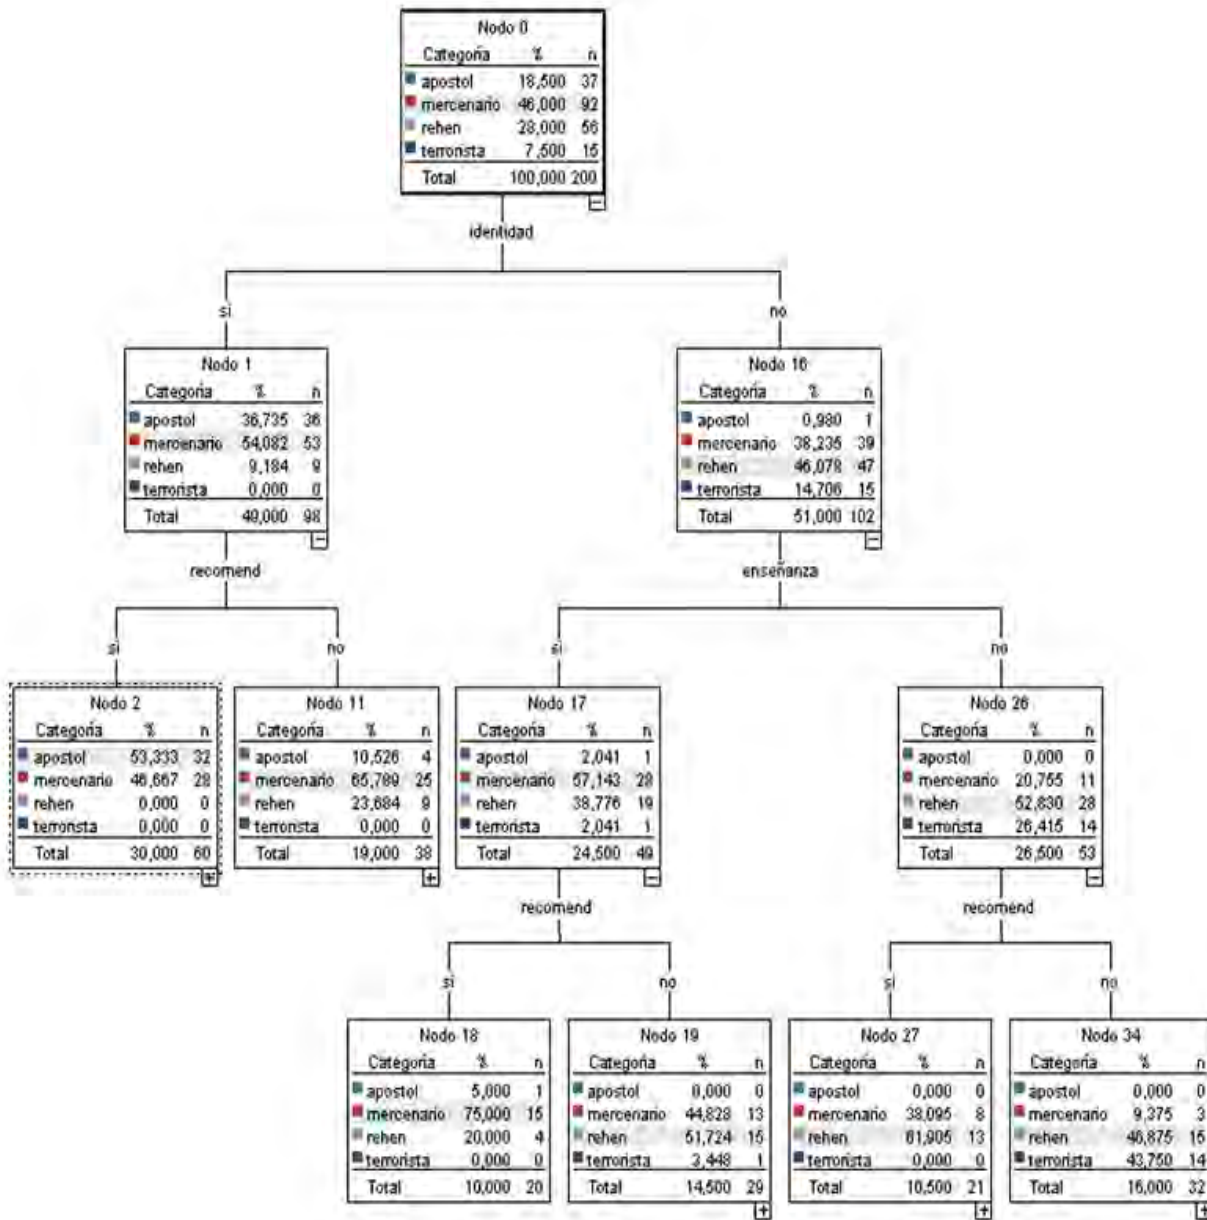 Nodo 0
Categoría % n
apostol 18,500 37
mercenario 46,000 92
rehen 28,000 56
terrorista 7,500 15
Total 100,000 200
identidad
si
no
Nodo 1
Categoría % n
apostol 36,735 36
mercenario 54,082 53
rehen 9,184 9
terrorista 0,000 0
Total 49,000 98
Nodo 16
Categoría % n
apostol 0,980 1
mercenario 38,235 39
rehen 46,078 47
terrorista 14,706 15
Total 51,000 102
recomend
enseñanza
si
no
si
no
Nodo 2
Categoría % n
apostol 53,333 32
mercenario 46,667 28
rehen 0,000 0
terrorista 0,000 0
Total 30,000 60
Nodo 11
Categoría % n
apostol 10,526 4
mercenario 65,789 25
rehen 23,684 9
terrorista 0,000 0
Total 19,000 38
Nodo 17
Categoría % n
apostol 2,041 1
mercenario 57,143 28
rehen 38,776 19
terrorista 2,041 1
Total 24,500 49
Nodo 26
Categoría % n
apostol 0,000 0
mercenario 20,755 11
rehen 52,830 28
terrorista 26,415 14
Total 26,500 53
recomend
recomend
si
no
si
no
Nodo 18
Categoría % n
apostol 5,000 1
mercenario 75,000 15
rehen 20,000 4
terrorista 0,000 0
Total 10,000 20
Nodo 19
Categoría % n
apostol 0,000 0
mercenario 44,828 13
rehen 51,724 15
terrorista 3,448 1
Total 14,500 29
Nodo 27
Categoría % n
apostol 0,000 0
mercenario 38,095 8
rehen 61,905 13
terrorista 0,000 0
Total 10,500 21
Nodo 34
Categoría % n
apostol 0,000 0
mercenario 9,375 3
rehen 46,875 15
terrorista 43,750 14
Total 16,000 32